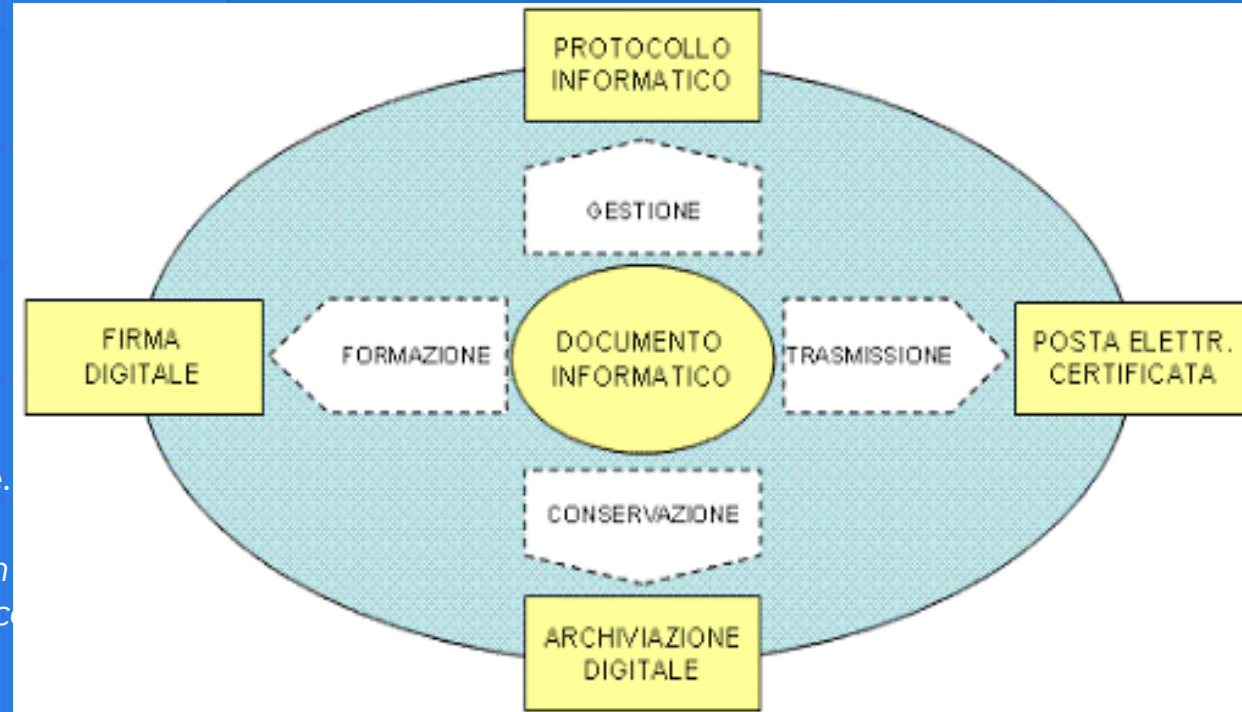 PROTOCOLLO
INFORMATICO
GESTIONE
FIRMA
DIGITALE
FORMAZIONE
DOCUMENTO
INFORMATICO
TRASMISSIONE
POSTA ELETTR.
CERTIFICATA
CONSERVAZIONE
ARCHIVIAZIONE
DIGITALE